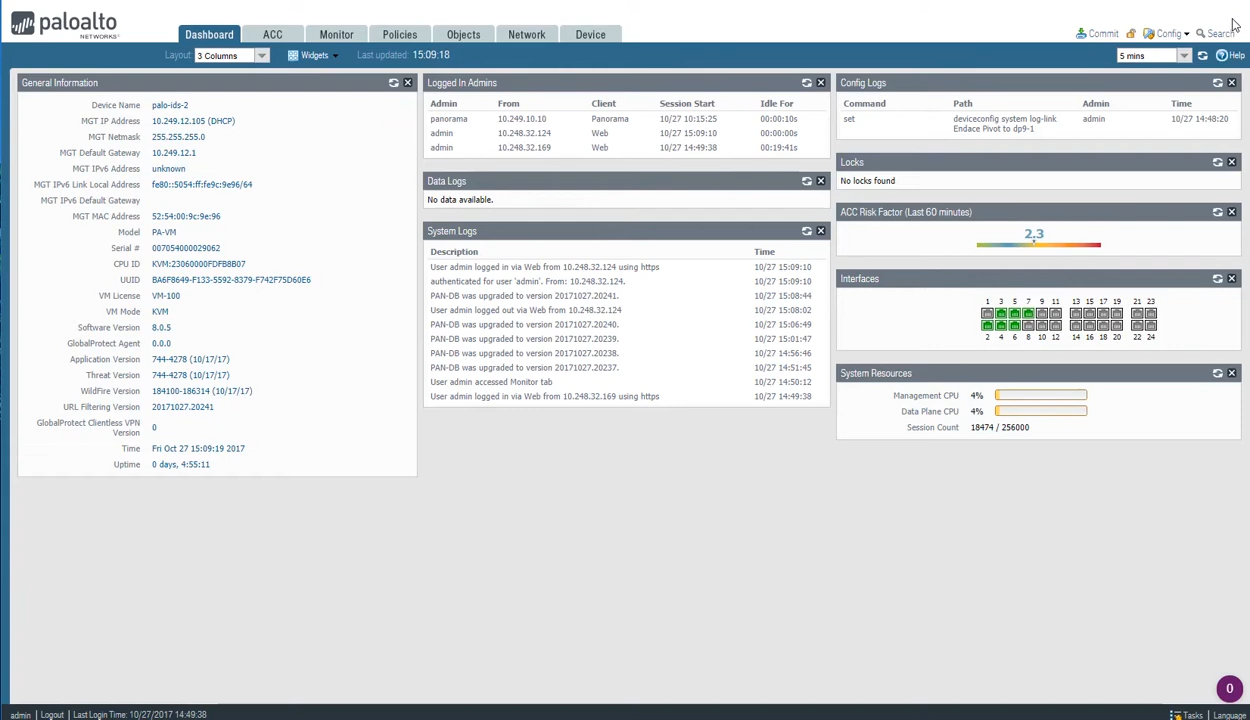 paloalto
NETWORKS
Dashboard ACC Monitor Policies Objects Network Device
Commit Config Search
Layout: 3 Columns Widgets Last updated: 15:09:18 5 mins Help
General Information
Device Name palo-ids-2
MGT IP Address 10.249.12.105 (DHCP)
MGT Netmask 255.255.255.0
MGT Default Gateway 10.249.12.1
MGT IPv6 Address unknown
MGT IPv6 Link Local Address fe80::5054:ff:fe9c:9e96/64
MGT IPv6 Default Gateway
MGT MAC Address 52:54:00:9c:9e:96
Model PA-VM
Serial # 007054000029062
CPU ID KVM:23060000FDFB8B07
UUID BA6F8649-F133-5592-8379-F742F75D60E6
VM License VM-100
VM Mode KVM
Software Version 8.0.5
GlobalProtect Agent 0.0.0
Application Version 744-4278 (10/17/17)
Threat Version 744-4278 (10/17/17)
WildFire Version 184100-186314 (10/17/17)
URL Filtering Version 20171027.20241
GlobalProtect Clientless VPN
Version 0
Time Fri Oct 27 15:09:19 2017
Uptime 0 days, 4:55:11
Logged In Admins
Admin From Client Session Start Idle For
panorama 10.249.10.10 Panorama 10/27 10:15:25 00:00:10s
admin 10.248.32.124 Web 10/27 15:09:10 00:00:00s
admin 10.248.32.169 Web 10/27 14:49:38 00:19:41s
Data Logs
No data available.
System Logs
Description Time
User admin logged in via Web from 10.248.32.124 using https 10/27 15:09:10
authenticated for user 'admin'. From: 10.248.32.124. 10/27 15:09:10
PAN-DB was upgraded to version 20171027.20241. 10/27 15:08:44
User admin logged out via Web from 10.248.32.124 10/27 15:08:02
PAN-DB was upgraded to version 20171027.20240. 10/27 15:06:49
PAN-DB was upgraded to version 20171027.20239. 10/27 15:01:47
PAN-DB was upgraded to version 20171027.20238. 10/27 14:56:46
PAN-DB was upgraded to version 20171027.20237. 10/27 14:51:45
User admin accessed Monitor tab 10/27 14:50:12
User admin logged in via Web from 10.248.32.169 using https 10/27 14:49:38
Config Logs
Command Path Admin Time
set deviceconfig system log-link admin 10/27 14:48:20
Endace Pivot to dp9-1
Locks
No locks found
ACC Risk Factor (Last 60 minutes)
2.3
Interfaces
1 3 5 7 9 11 13 15 17 19 21 23
2 4 6 8 10 12 14 16 18 20 22 24
System Resources
Management CPU 4%
Data Plane CPU 4%
Session Count 18474 / 256000
0
admin | Logout | Last Login Time: 10/27/2017 14:49:38 Tasks | Language